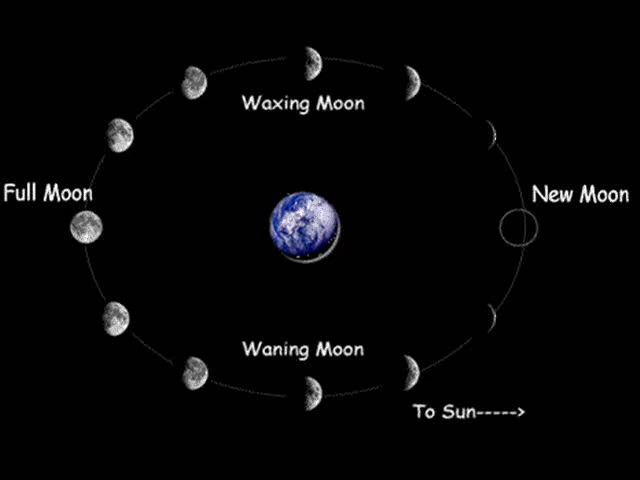 Waxing Moon
Full Moon
New Moon
Waning Moon
To Sun----->